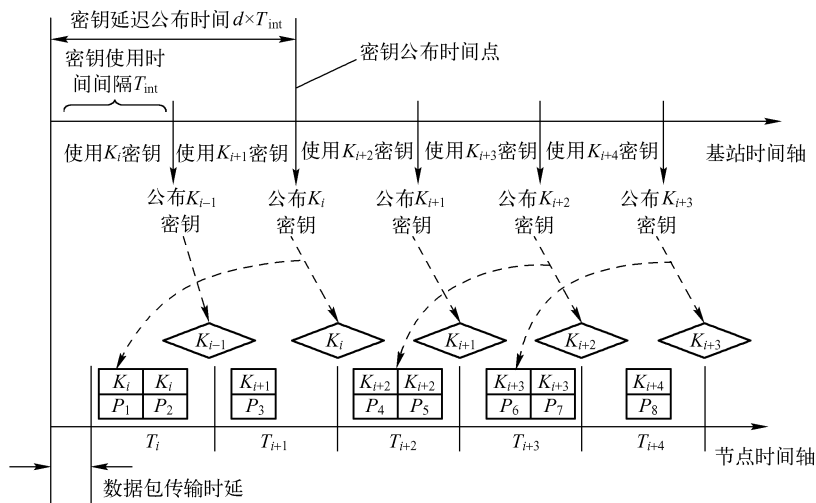 密钥延迟公布时间d×T_int
密钥使用时
间间隔T_int
密钥公布时间点
使用K_i密钥 使用K_{i+1}密钥 使用K_{i+2}密钥 使用K_{i+3}密钥 使用K_{i+4}密钥
基站时间轴
公布K_{i−1} 公布K_i 公布K_{i+1} 公布K_{i+2} 公布K_{i+3}
密钥 密钥 密钥 密钥 密钥
K_{i−1} K_i K_{i+1} K_{i+2} K_{i+3}
K_i K_i K_{i+1} K_{i+2} K_{i+2} K_{i+3} K_{i+3} K_{i+4}
P_1 P_2 P_3 P_4 P_5 P_6 P_7 P_8
T_i T_{i+1} T_{i+2} T_{i+3} T_{i+4}
节点时间轴
数据包传输时延